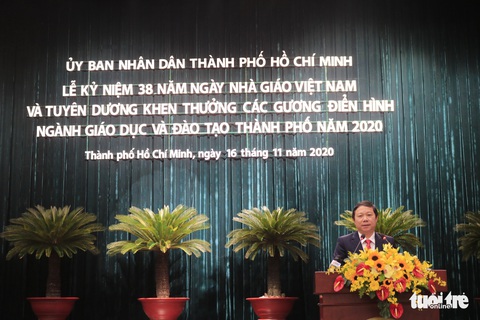 ỦY BAN NHÂN DÂN THÀNH PHỐ HỒ CHÍ MINH
LỄ KỶ NIỆM 38 NĂM NGÀY NHÀ GIÁO VIỆT NAM
VÀ TUYÊN DƯƠNG KHEN THƯỞNG CÁC GƯƠNG ĐIỂN HÌNH
NGÀNH GIÁO DỤC VÀ ĐÀO TẠO THÀNH PHỐ NĂM 2020
Thành phố Hồ Chí Minh, ngày 16 tháng 11 năm 2020
tuổi trẻ
online